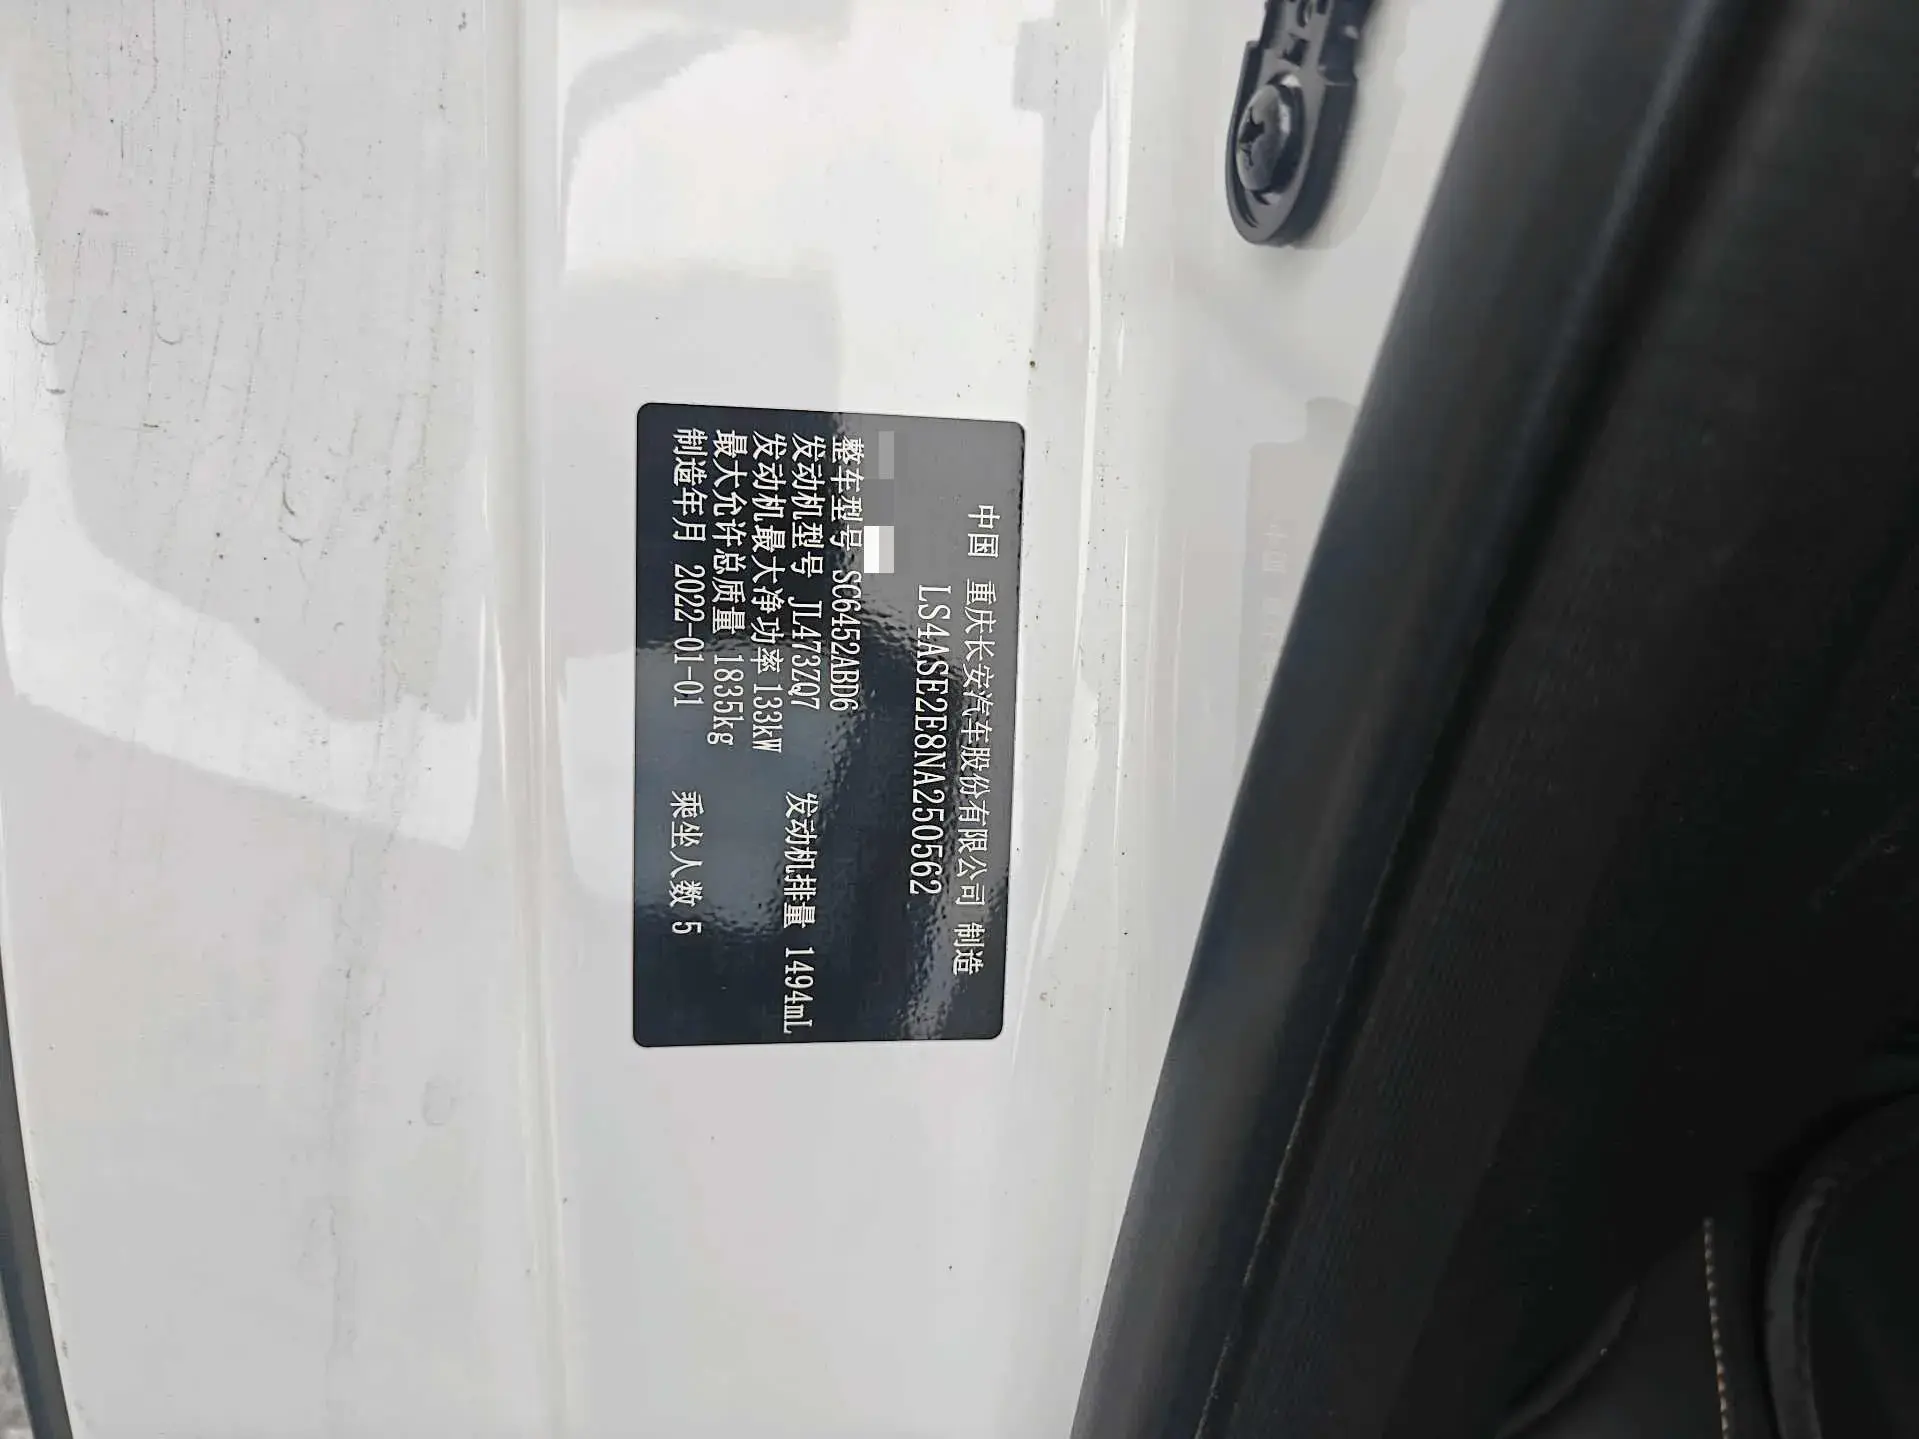 中国 重庆长安汽车股份有限公司 制造
LS4ASE2E8NA250562
整车型号 SC6452ABD6
发动机型号 JL473ZQ7 发动机排量 1494mL
发动机最大净功率 133kW
最大允许总质量 1835kg
制造年月 2022-01-01 乘坐人数 5